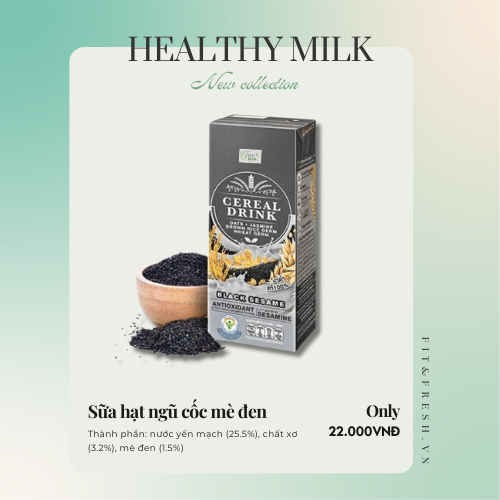 HEALTHY MILK
New collection
CEREAL
DRINK
OATS + JASMINE
BROWN RICE GERM
WHEAT GERM
BLACK SESAME
ANTIOXIDANT
SESAMINE
Sữa hạt ngũ cốc mè đen
Thành phần: nước yến mạch (25.5%), chất xơ
(3.2%), mè đen (1.5%)
Only
22.000VNĐ
FIT&FRESH.VN